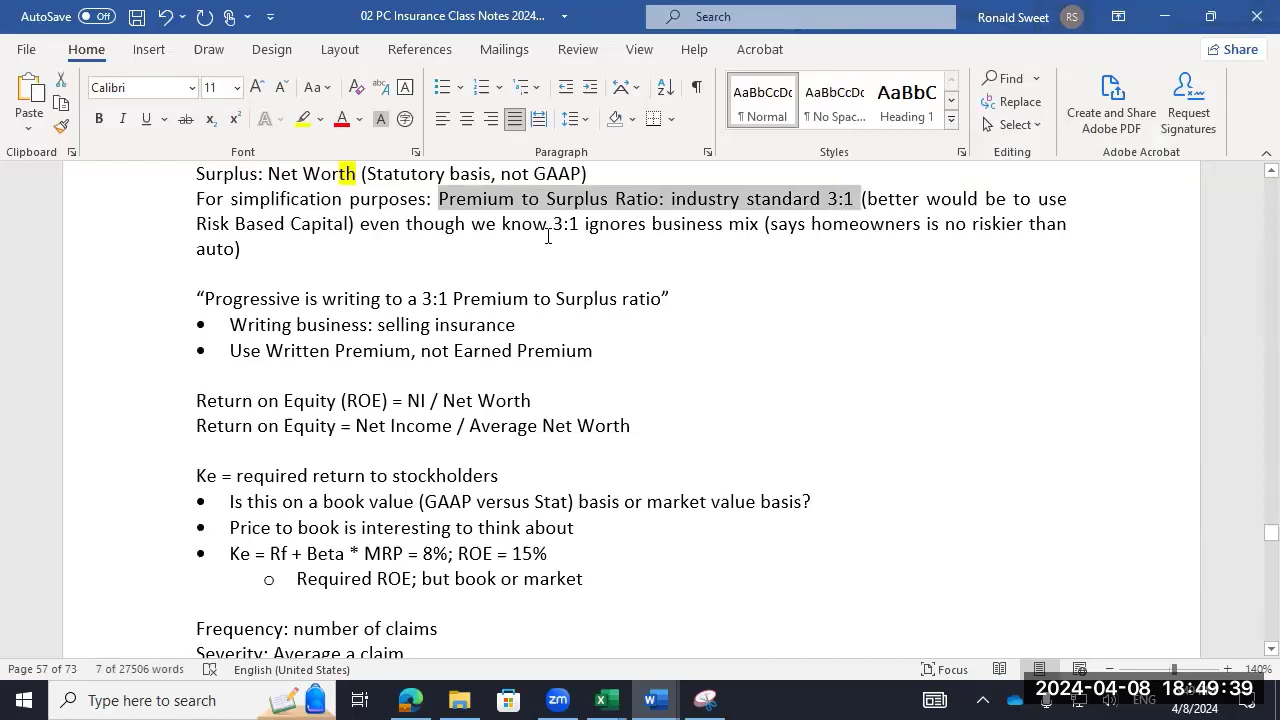 AutoSave Off 02 PC Insurance Class Notes 2024... Search Ronald Sweet RS
File Home Insert Draw Design Layout References Mailings Review View Help Acrobat Share
Paste Calibri 11 Aa AaBbCcDc AaBbCcDc AaBbC Find Replace Select Create and Share Adobe PDF Request Signatures
¶ Normal ¶ No Spac... Heading 1
Clipboard Font Paragraph Styles Editing Adobe Acrobat
Surplus: Net Worth (Statutory basis, not GAAP)
For simplification purposes: Premium to Surplus Ratio: industry standard 3:1 (better would be to use
Risk Based Capital) even though we know 3:1 ignores business mix (says homeowners is no riskier than
auto)
“Progressive is writing to a 3:1 Premium to Surplus ratio”
• Writing business: selling insurance
• Use Written Premium, not Earned Premium
Return on Equity (ROE) = NI / Net Worth
Return on Equity = Net Income / Average Net Worth
Ke = required return to stockholders
• Is this on a book value (GAAP versus Stat) basis or market value basis?
• Price to book is interesting to think about
• Ke = Rf + Beta * MRP = 8%; ROE = 15%
o Required ROE; but book or market
Frequency: number of claims
Severity: Average a claim
Page 57 of 73 7 of 27506 words English (United States) Focus 140%
Type here to search ENG 2024-04-08 18:49:39
4/8/2024